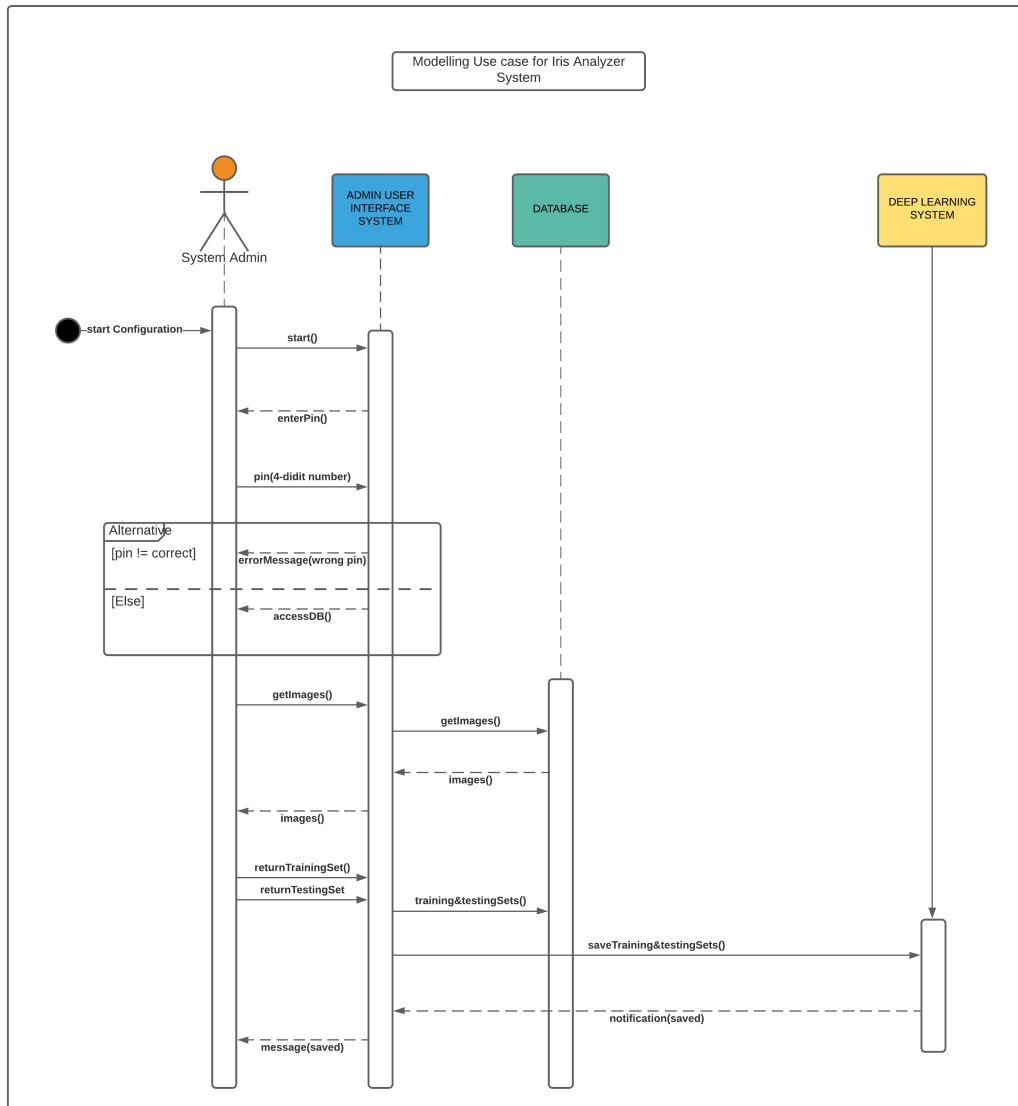 Modelling Use case for Iris Analyzer
System
ADMIN USER
INTERFACE
SYSTEM
DATABASE
DEEP LEARNING
SYSTEM
System Admin
start Configuration
start()
enterPin()
pin(4-didit number)
Alternative
[pin != correct]
errorMessage(wrong pin)
[Else]
accessDB()
getImages()
getImages()
images()
images()
returnTrainingSet()
returnTestingSet
training&testingSets()
saveTraining&testingSets()
notification(saved)
message(saved)